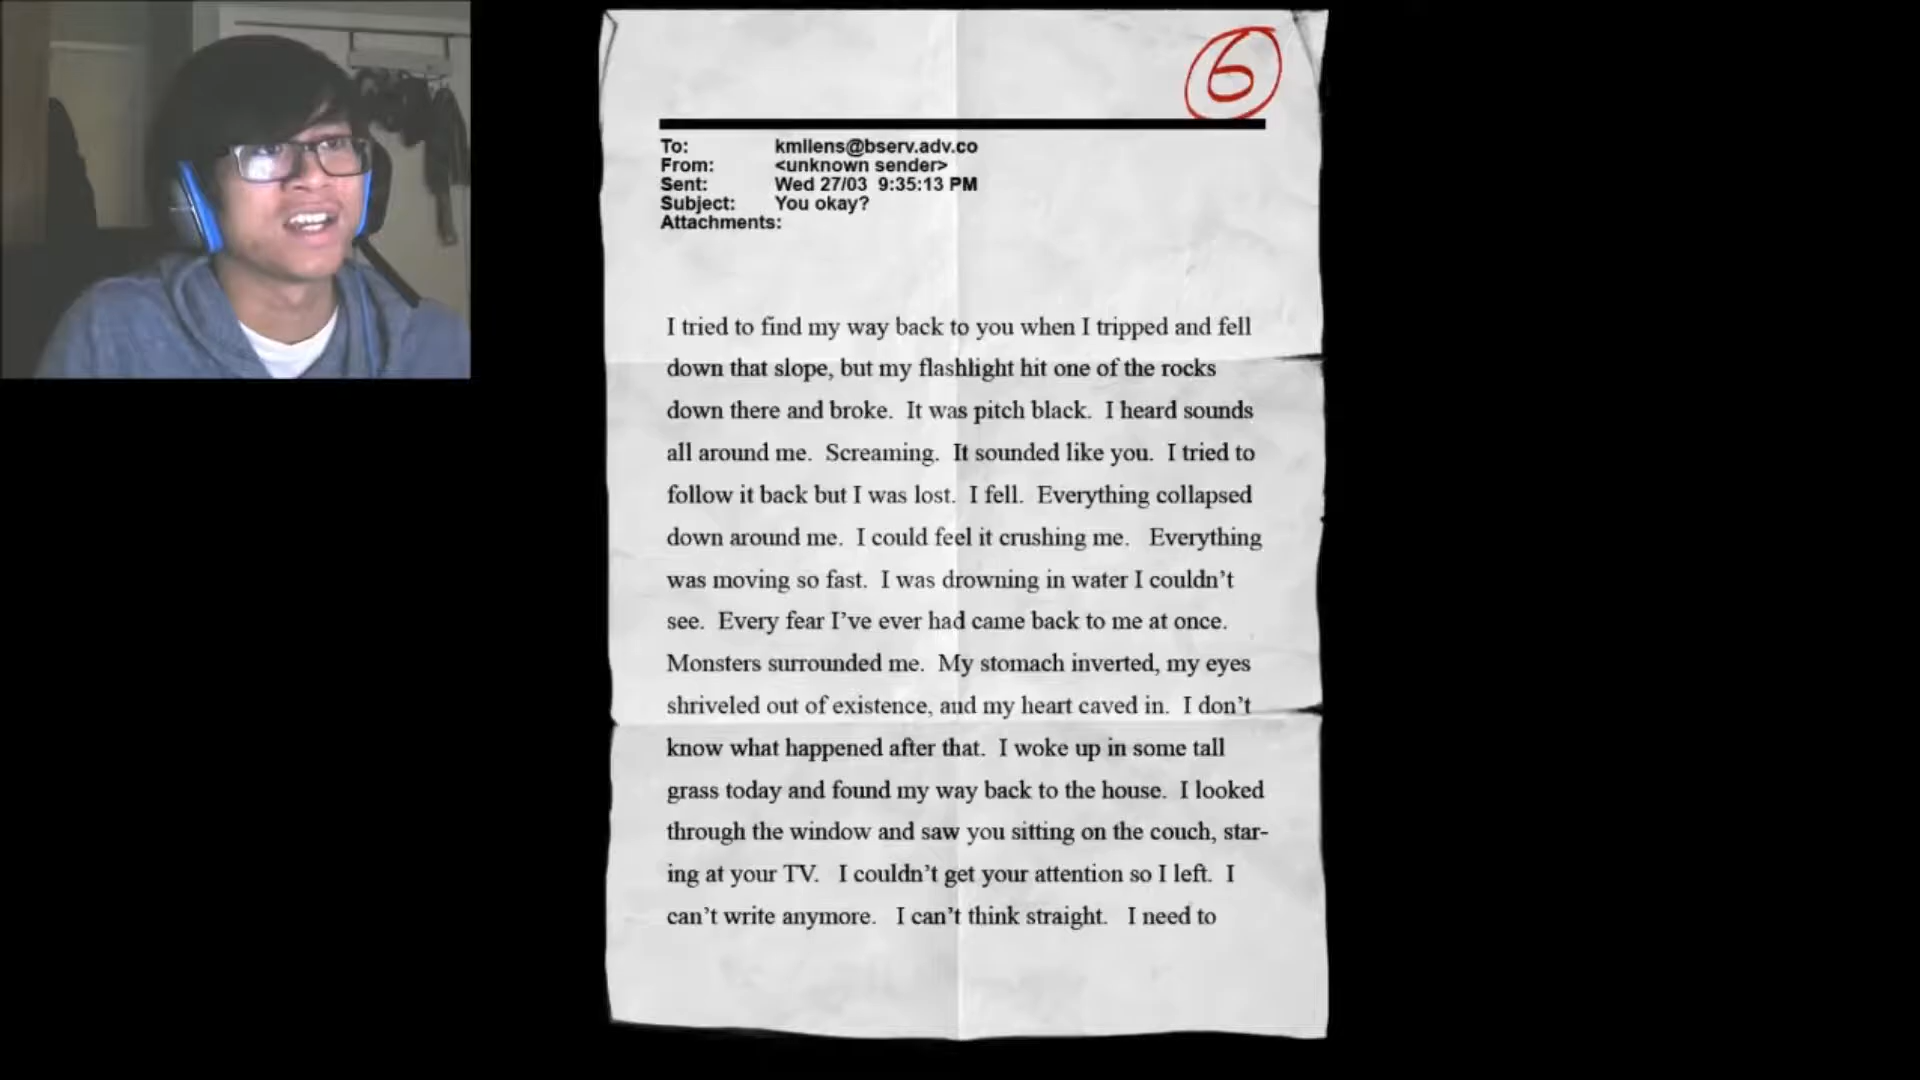 6
To: kmllens@bserv.adv.co
From: <unknown sender>
Sent: Wed 27/03  9:35:13 PM
Subject: You okay?
Attachments:
I tried to find my way back to you when I tripped and fell
down that slope, but my flashlight hit one of the rocks
down there and broke.  It was pitch black.  I heard sounds
all around me.  Screaming.  It sounded like you.  I tried to
follow it back but I was lost.  I fell.  Everything collapsed
down around me.  I could feel it crushing me.   Everything
was moving so fast.  I was drowning in water I couldn’t
see.  Every fear I’ve ever had came back to me at once.
Monsters surrounded me.  My stomach inverted, my eyes
shriveled out of existence, and my heart caved in.  I don’t
know what happened after that.  I woke up in some tall
grass today and found my way back to the house.  I looked
through the window and saw you sitting on the couch, star-
ing at your TV.   I couldn’t get your attention so I left.  I
can’t write anymore.   I can’t think straight.   I need to